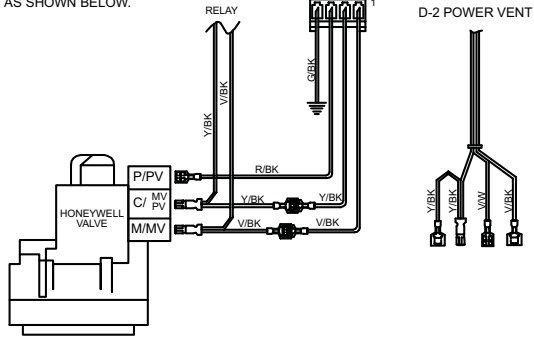 AS SHOWN BELOW.
RELAY
1
D-2 POWER VENT
G/BK
Y/BK
V/BK
R/BK
P/PV
C/ MV PV
Y/BK
Y/BK
HONEYWELL
VALVE
M/MV
V/BK
V/BK
Y/BK
Y/BK
V/W
V/BK